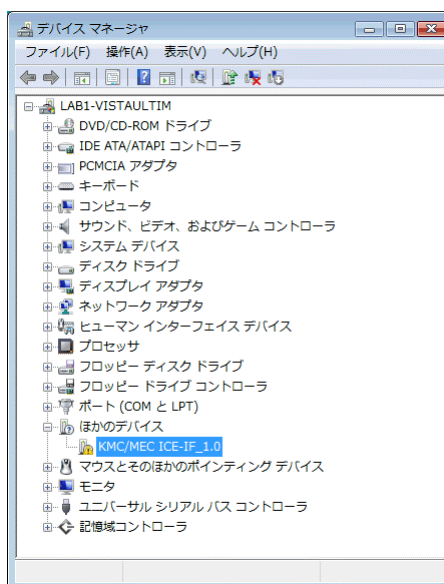 デバイス マネージャ
ファイル(F) 操作(A) 表示(V) ヘルプ(H)
LAB1-VISTAULTIM
DVD/CD-ROM ドライブ
IDE ATA/ATAPI コントローラ
PCMCIA アダプタ
キーボード
コンピュータ
サウンド、ビデオ、およびゲーム コントローラ
システム デバイス
ディスク ドライブ
ディスプレイ アダプタ
ネットワーク アダプタ
ヒューマン インターフェイス デバイス
プロセッサ
フロッピー ディスク ドライブ
フロッピー ドライブ コントローラ
ポート (COM と LPT)
ほかのデバイス
KMC/MEC ICE-IF_1.0
マウスとそのほかのポインティング デバイス
モニタ
ユニバーサル シリアル バス コントローラ
記憶域コントローラ